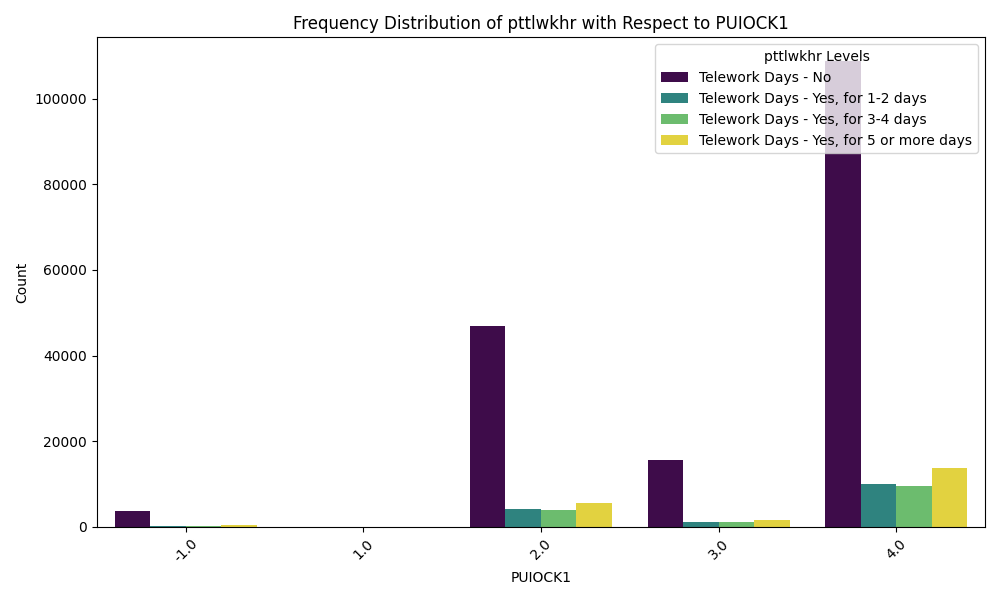 Frequency Distribution of pttlwkhr with Respect to PUIOCK1
pttlwkhr Levels
Telework Days - No
Telework Days - Yes, for 1-2 days
Telework Days - Yes, for 3-4 days
Telework Days - Yes, for 5 or more days
Count
100000
80000
60000
40000
20000
0
-1.0
1.0
2.0
3.0
4.0
PUIOCK1